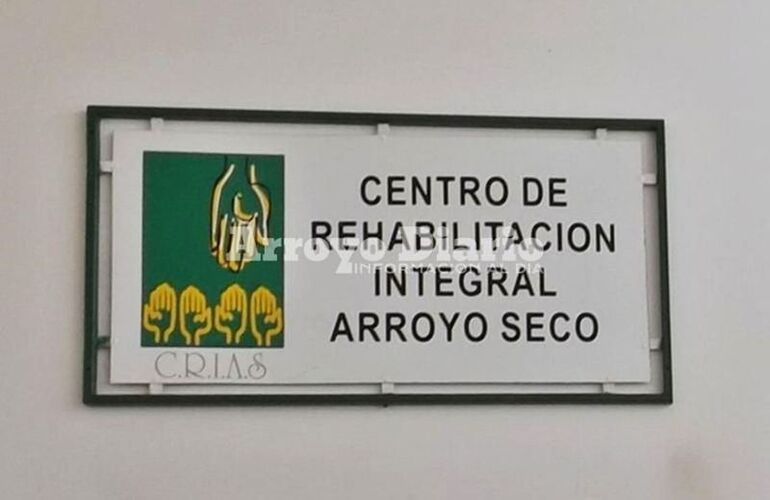 CENTRO DE
REHABILITACION
INTEGRAL
ARROYO SECO
C.R.I.A.S
Arroyo Diario
INFORMACION AL DIA